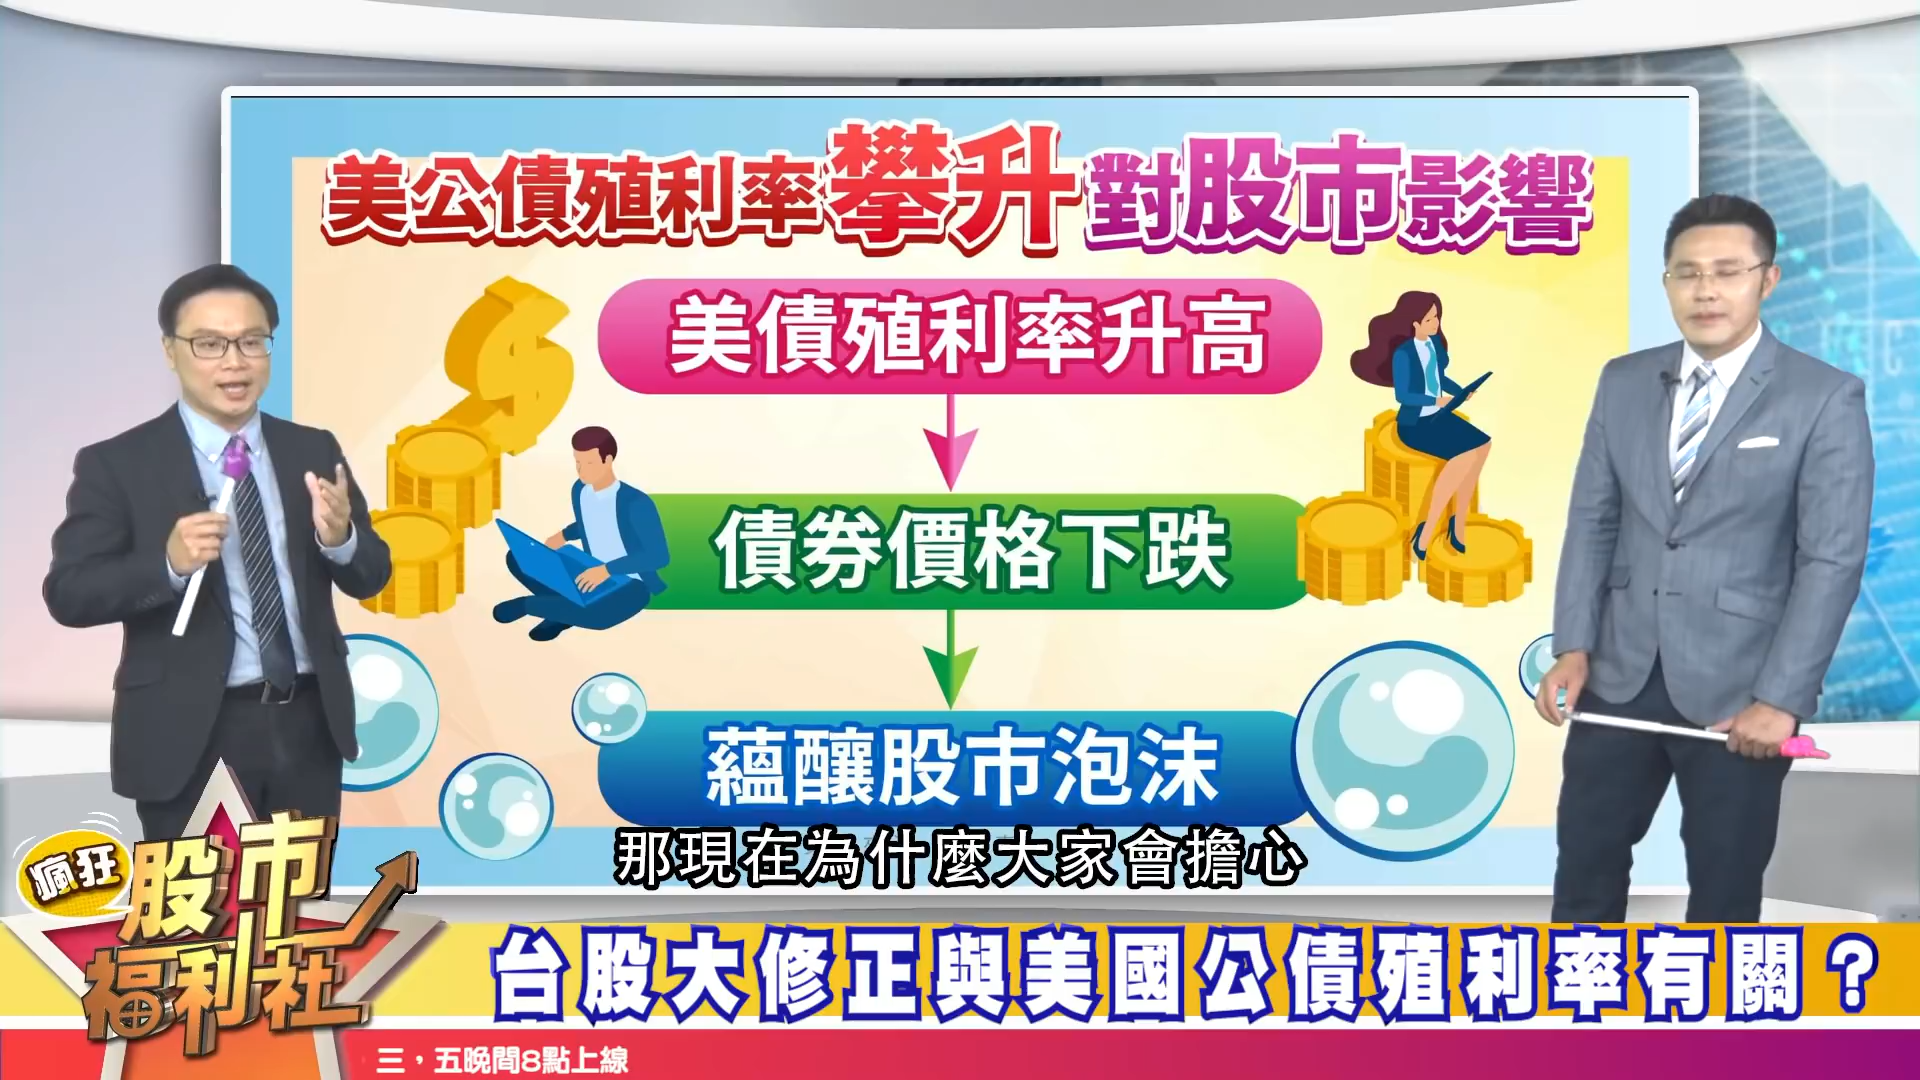 美公債殖利率攀升對股市影響
美債殖利率升高
債券價格下跌
蘊釀股市泡沫
那現在為什麼大家會擔心
瘋狂
股市
福利社
台股大修正與美國公債殖利率有關？
三，五晚間8點上線